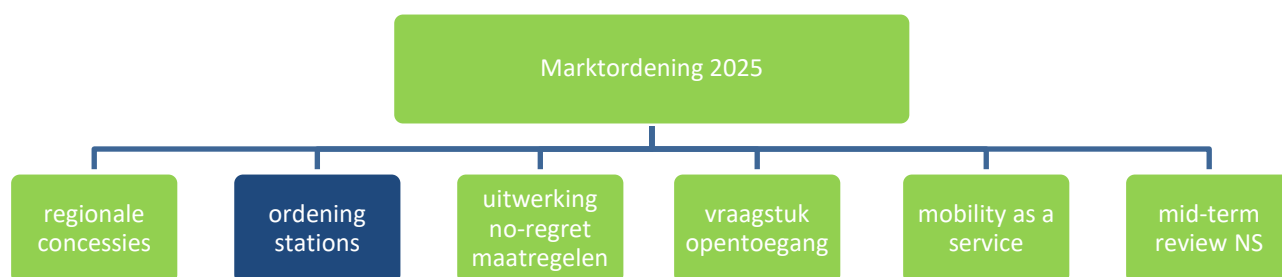 Marktordening 2025
regionale
concessies
ordening
stations
uitwerking
no-regret
maatregelen
vraagstuk
opentoegang
mobility as a
service
mid-term
review NS